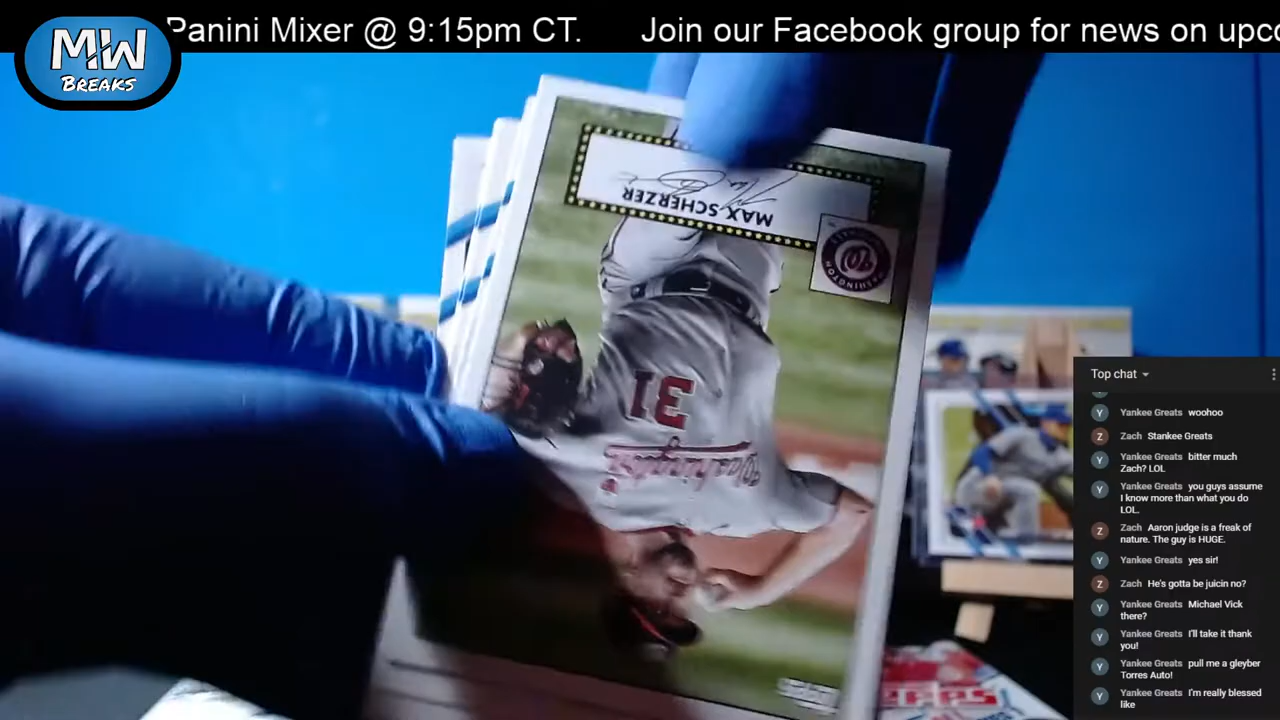 Panini Mixer @ 9:15pm CT. Join our Facebook group for news on upco
MW
BREAKS
MAX SCHERZER
WASHINGTON
NATIONALS
31
Washington
TOPPS
Top chat
Yankee Greats woohoo
Zach Stankee Greats
Yankee Greats bitter much
Zach? LOL
Yankee Greats you guys assume
I know more than what you do
LOL.
Zach Aaron judge is a freak of
nature. The guy is HUGE.
Yankee Greats yes sir!
Zach He's gotta be juicin no?
Yankee Greats Michael Vick
there?
Yankee Greats I'll take it thank
you!
Yankee Greats pull me a gleyber
Torres Auto!
Yankee Greats I'm really blessed
like